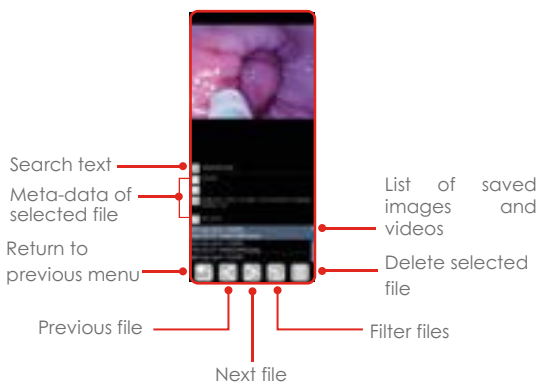 Search text
Meta-data of
selected file
Return to
previous menu
Previous file
Next file
List of saved
images and
videos
Delete selected
file
Filter files